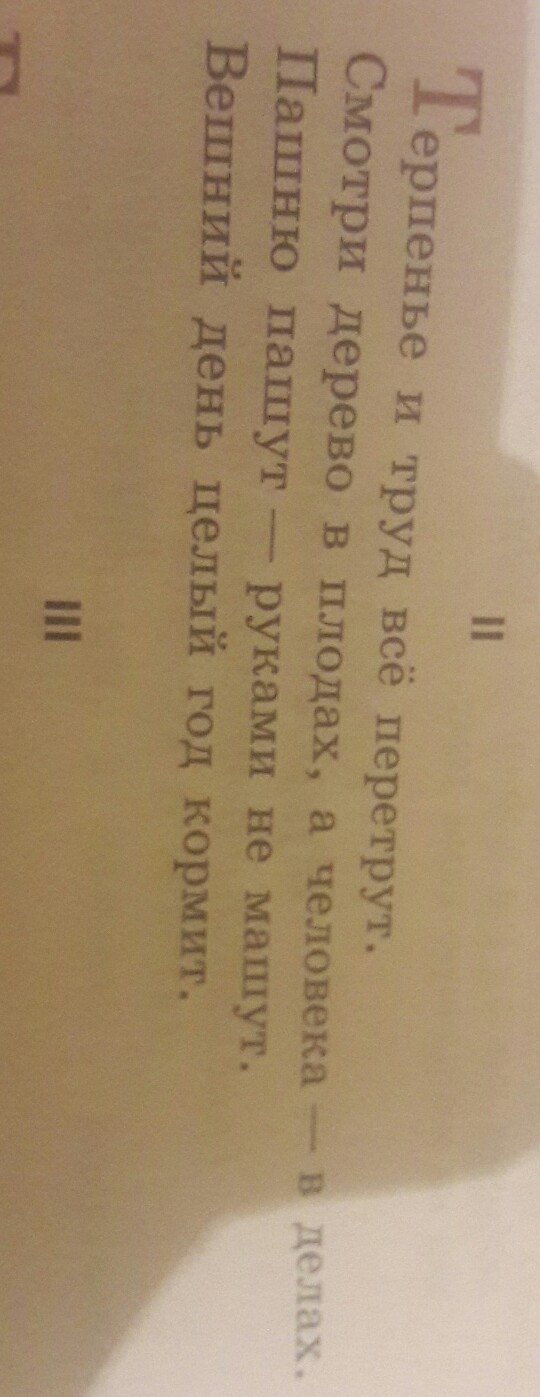 II
Терпенье и труд всё перетрут.
Смотри дерево в плодах, а человека — в делах.
Пашню пашут — руками не машут.
Вешний день целый год кормит.
III